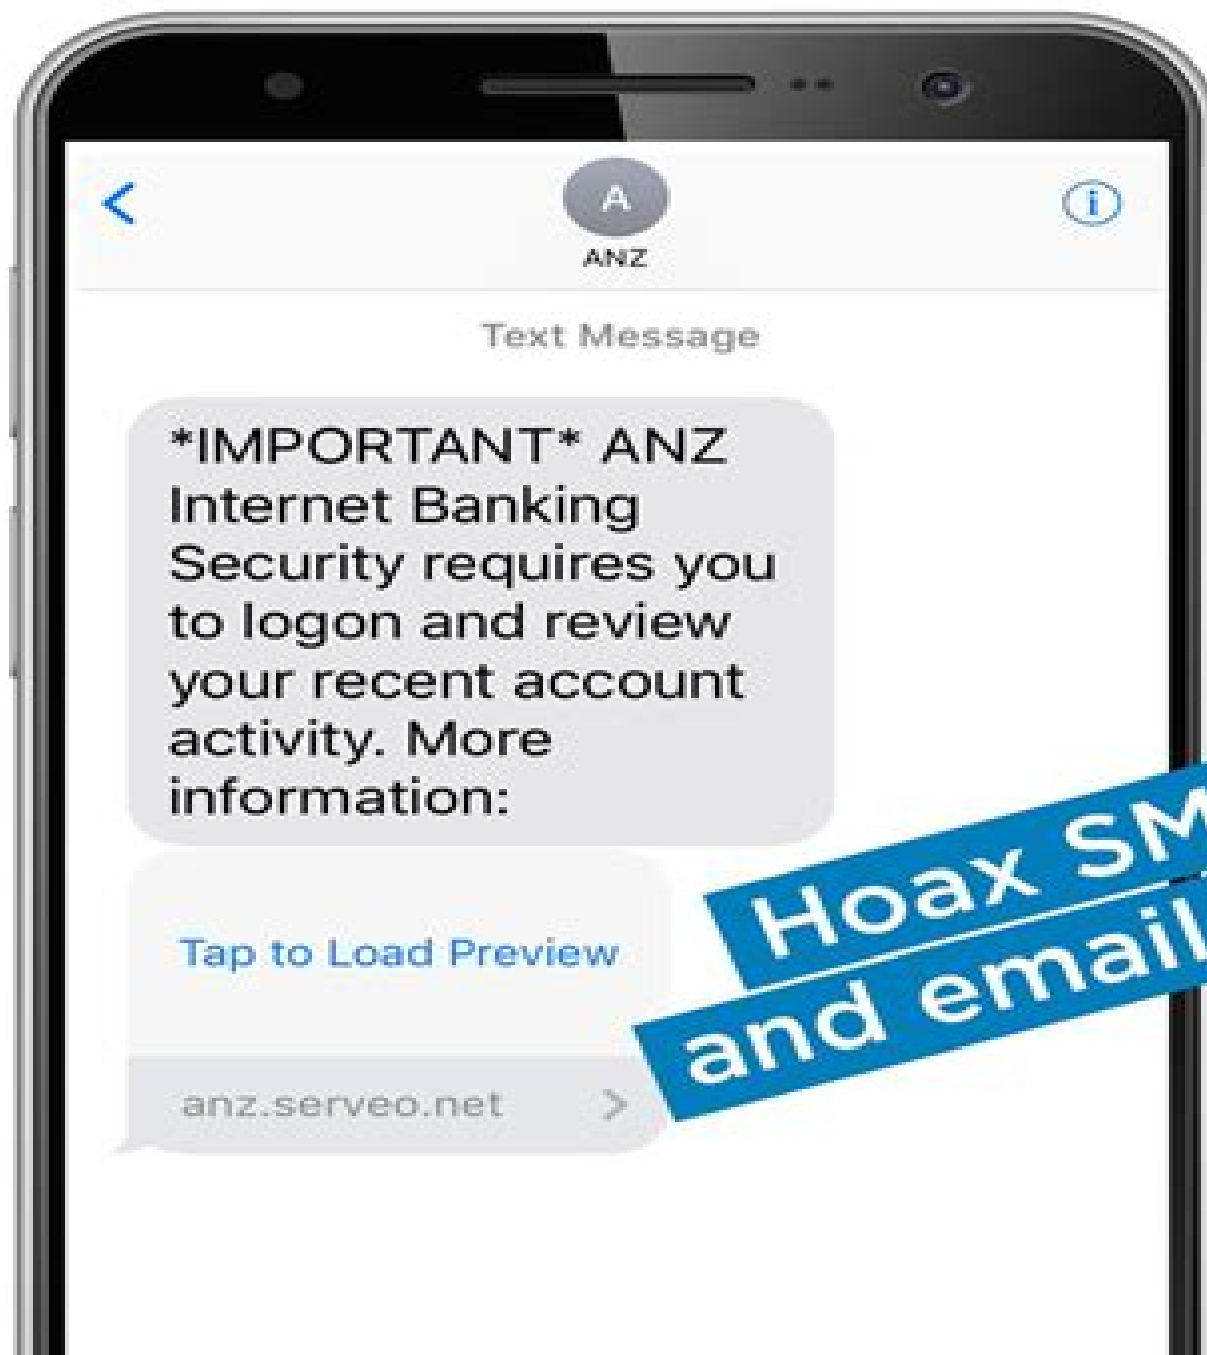 A
ANZ
Text Message
*IMPORTANT* ANZ
Internet Banking
Security requires you
to logon and review
your recent account
activity. More
information:
Tap to Load Preview
anz.serveo.net
Hoax SM
and email